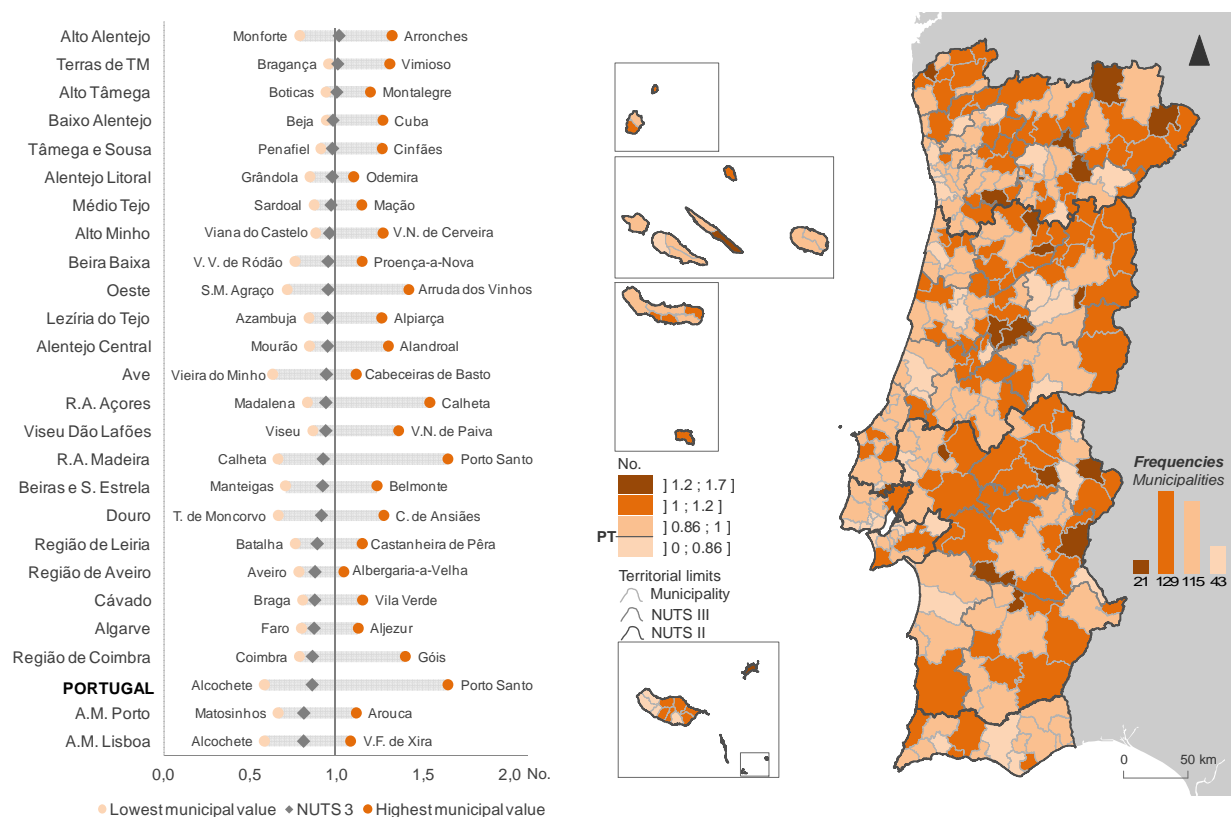 Alto Alentejo Monforte Arronches
Terras de TM Bragança Vimioso
Alto Tâmega Boticas Montalegre
Baixo Alentejo Beja Cuba
Tâmega e Sousa Penafiel Cinfães
Alentejo Litoral Grândola Odemira
Médio Tejo Sardoal Mação
Alto Minho Viana do Castelo V.N. de Cerveira
Beira Baixa V. V. de Ródão Proença-a-Nova
Oeste S.M. Agraço Arruda dos Vinhos
Lezíria do Tejo Azambuja Alpiarça
Alentejo Central Mourão Alandroal
Ave Vieira do Minho Cabeceiras de Basto
R.A. Açores Madalena Calheta
Viseu Dão Lafões Viseu V.N. de Paiva
R.A. Madeira Calheta Porto Santo
Beiras e S. Estrela Manteigas Belmonte
Douro T. de Moncorvo C. de Ansiães
Região de Leiria Batalha Castanheira de Pêra
Região de Aveiro Aveiro Albergaria-a-Velha
Cávado Braga Vila Verde
Algarve Faro Aljezur
Região de Coimbra Coimbra Góis
PORTUGAL Alcochete Porto Santo
A.M. Porto Matosinhos Arouca
A.M. Lisboa Alcochete V.F. de Xira
0,0 0,5 1,0 1,5 2,0 No.
Lowest municipal value NUTS 3 Highest municipal value
No.
] 1.2 ; 1.7 ]
] 1 ; 1.2 ]
] 0.86 ; 1 ]
PT
] 0 ; 0.86 ]
Territorial limits
Municipality
NUTS III
NUTS II
Frequencies
Municipalities
21 129 115 43
0 50 km